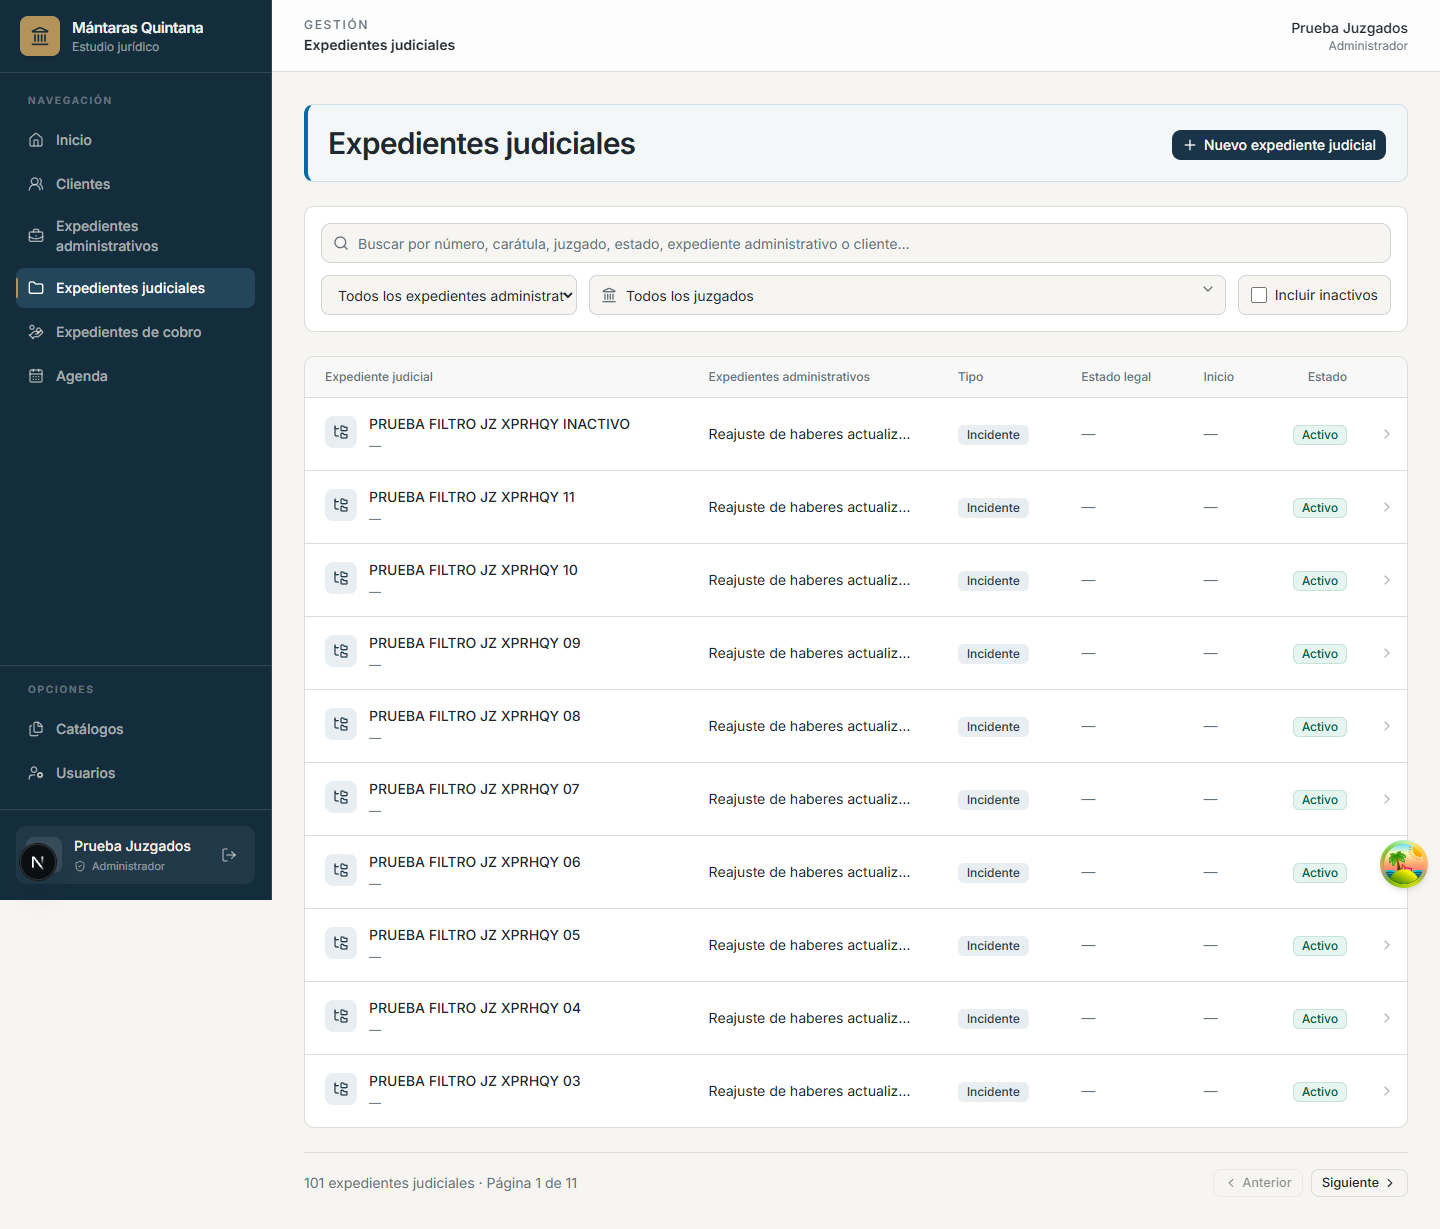 Mántaras Quintana
Estudio jurídico
NAVEGACIÓN
Inicio
Clientes
Expedientes
administrativos
Expedientes judiciales
Expedientes de cobro
Agenda
OPCIONES
Catálogos
Usuarios
N
Prueba Juzgados
Administrador
GESTIÓN
Expedientes judiciales
Prueba Juzgados
Administrador
Expedientes judiciales
+ Nuevo expediente judicial
Buscar por número, carátula, juzgado, estado, expediente administrativo o cliente...
Todos los expedientes administrat
Todos los juzgados
Incluir inactivos
Expediente judicial Expedientes administrativos Tipo Estado legal Inicio Estado
PRUEBA FILTRO JZ XPRHQY INACTIVO
— Reajuste de haberes actualiz... Incidente — — Activo
PRUEBA FILTRO JZ XPRHQY 11
— Reajuste de haberes actualiz... Incidente — — Activo
PRUEBA FILTRO JZ XPRHQY 10
— Reajuste de haberes actualiz... Incidente — — Activo
PRUEBA FILTRO JZ XPRHQY 09
— Reajuste de haberes actualiz... Incidente — — Activo
PRUEBA FILTRO JZ XPRHQY 08
— Reajuste de haberes actualiz... Incidente — — Activo
PRUEBA FILTRO JZ XPRHQY 07
— Reajuste de haberes actualiz... Incidente — — Activo
PRUEBA FILTRO JZ XPRHQY 06
— Reajuste de haberes actualiz... Incidente — — Activo
PRUEBA FILTRO JZ XPRHQY 05
— Reajuste de haberes actualiz... Incidente — — Activo
PRUEBA FILTRO JZ XPRHQY 04
— Reajuste de haberes actualiz... Incidente — — Activo
PRUEBA FILTRO JZ XPRHQY 03
— Reajuste de haberes actualiz... Incidente — — Activo
101 expedientes judiciales · Página 1 de 11
Anterior
Siguiente